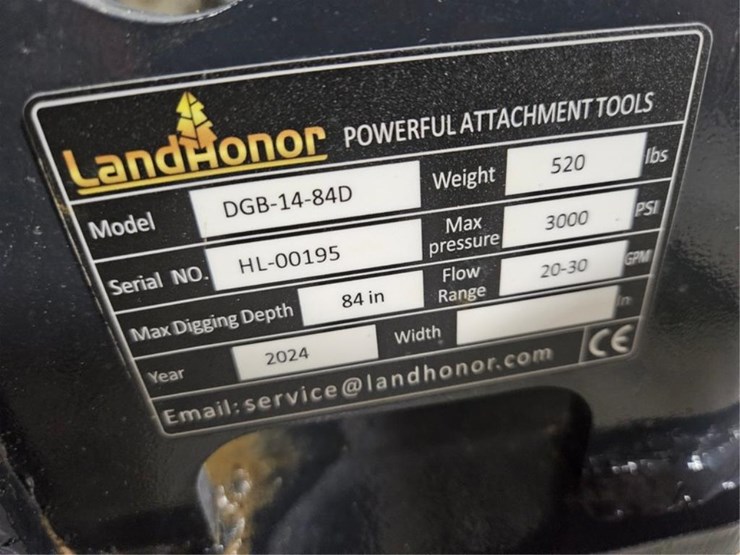 LandHonor POWERFUL ATTACHMENT TOOLS
Model DGB-14-84D Weight 520 lbs
Serial NO. HL-00195 Max pressure 3000 PSI
Max Digging Depth 84 in Flow Range 20-30 GPM
Year 2024 Width in
Email:service@landhonor.com CE